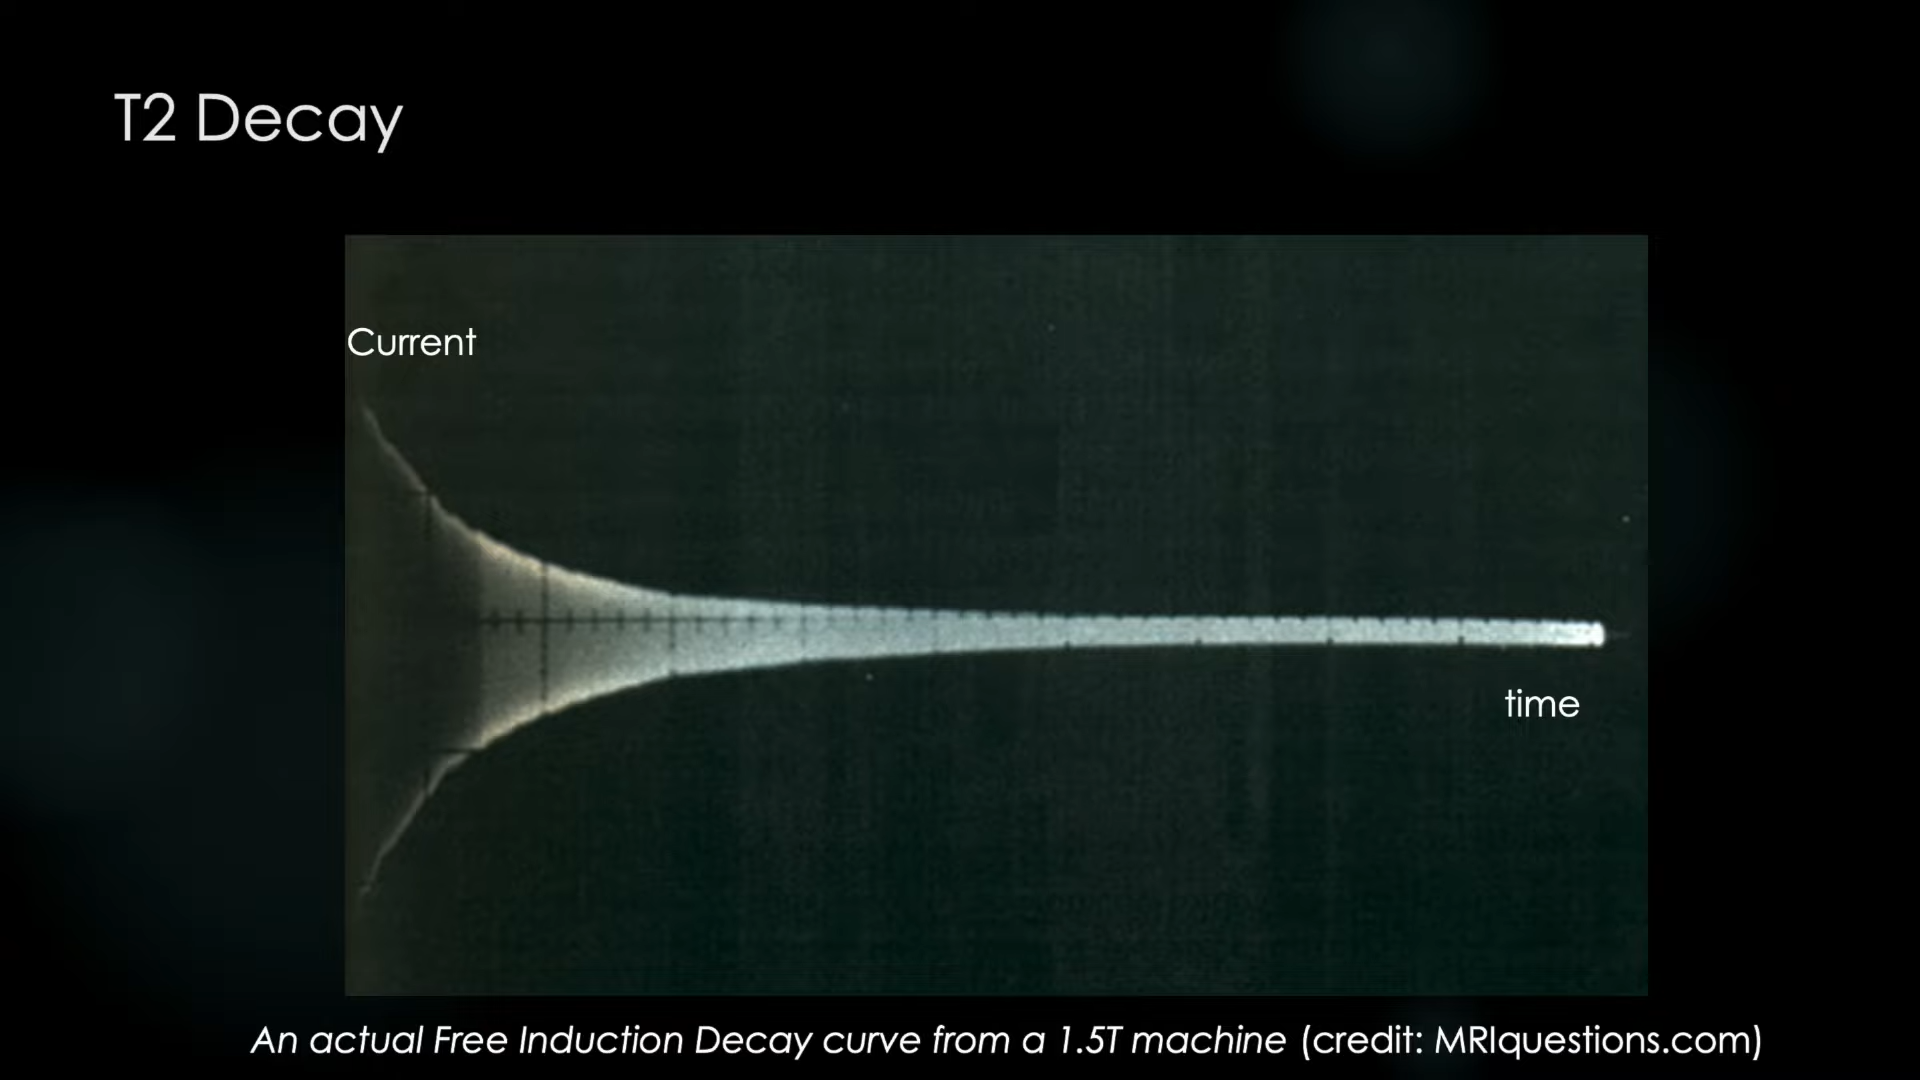 T2 Decay
Current
time
An actual Free Induction Decay curve from a 1.5T machine (credit: MRIquestions.com)